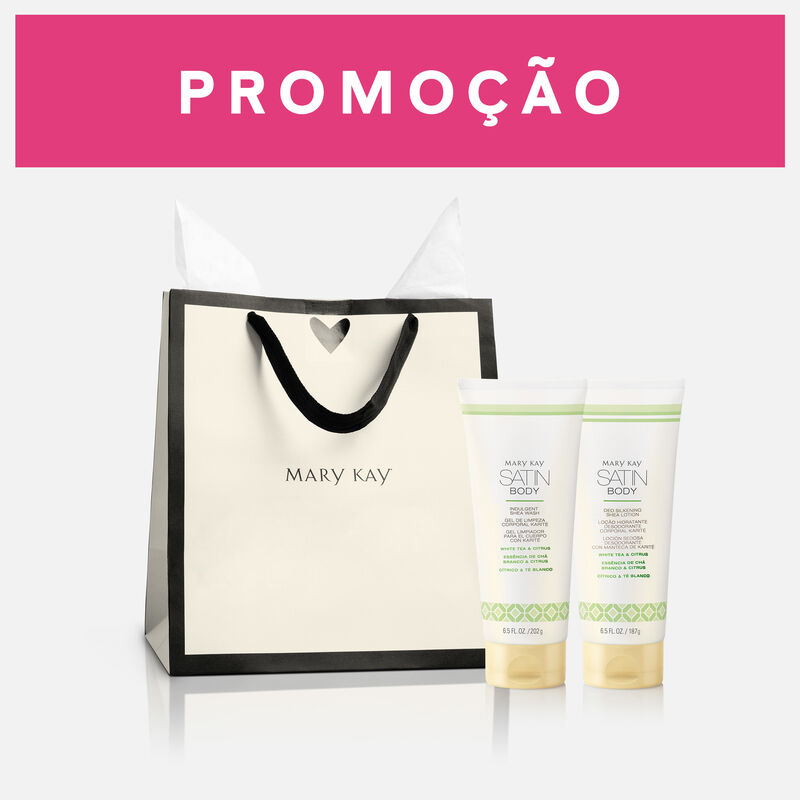 PROMOÇÃO
MARY KAY
MARY KAY
SATIN
BODY
INDULGENT
SHEA WASH
GEL DE LIMPEZA
CORPORAL KARITÉ
GEL LIMPIADOR
PARA EL CUERPO
CON KARITÉ
WHITE TEA & CITRUS
ESSÊNCIA DE CHÁ
BRANCO & CITRUS
CÍTRICO & TÉ BLANCO
6.5 FL.OZ./202g
MARY KAY
SATIN
BODY
DEO SILKENING
SHEA LOTION
LOÇÃO HIDRATANTE
DESODORANTE
CORPORAL KARITÉ
LOCIÓN SEDOSA
DESODORANTE
CON MANTECA DE KARITÉ
WHITE TEA & CITRUS
ESSÊNCIA DE CHÁ
BRANCO & CITRUS
CÍTRICO & TÉ BLANCO
6.5 FL.OZ./187g